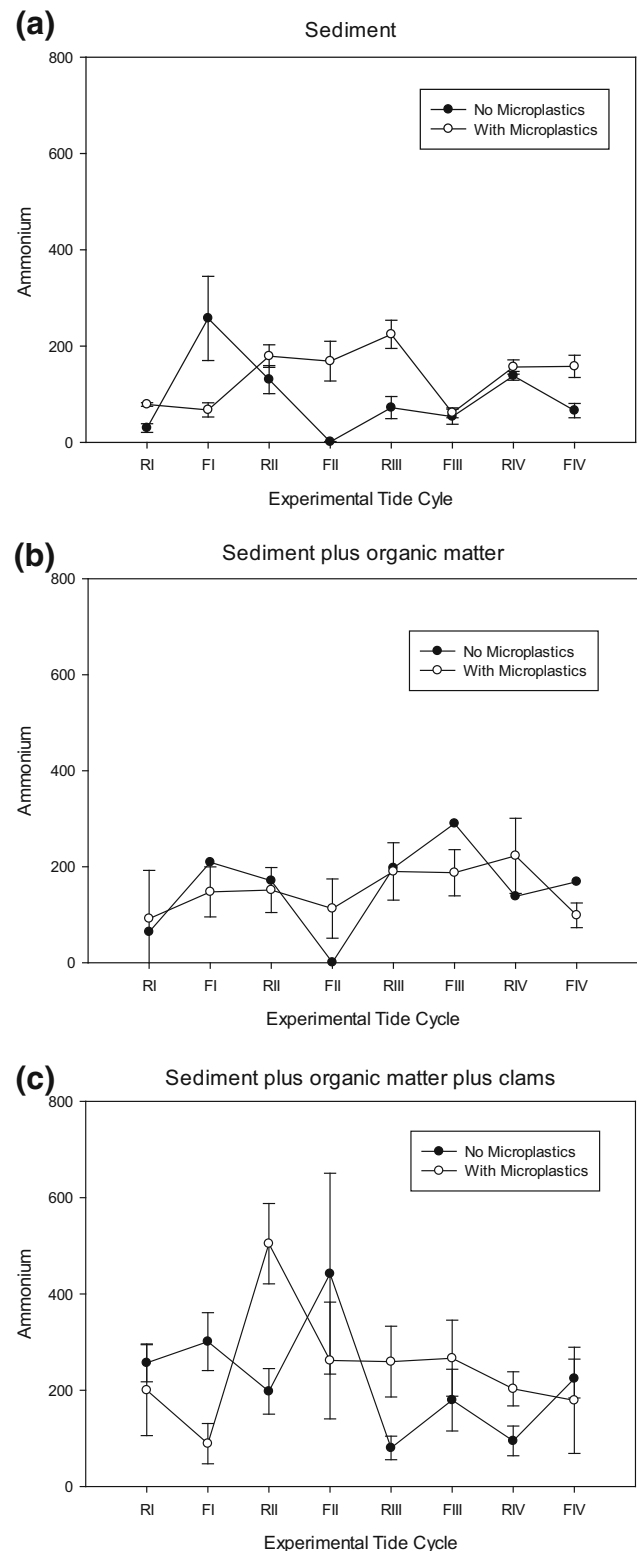 (a)
Sediment
800
600
400
200
0
Ammonium
No Microplastics
With Microplastics
RI FI RII FII RIII FIII RIV FIV
Experimental Tide Cyle
(b)
Sediment plus organic matter
800
600
400
200
0
Ammonium
No Microplastics
With Microplastics
RI FI RII FII RIII FIII RIV FIV
Experimental Tide Cycle
(c)
Sediment plus organic matter plus clams
800
600
400
200
0
Ammonium
No Microplastics
With Microplastics
RI FI RII FII RIII FIII RIV FIV
Experimental Tide Cycle